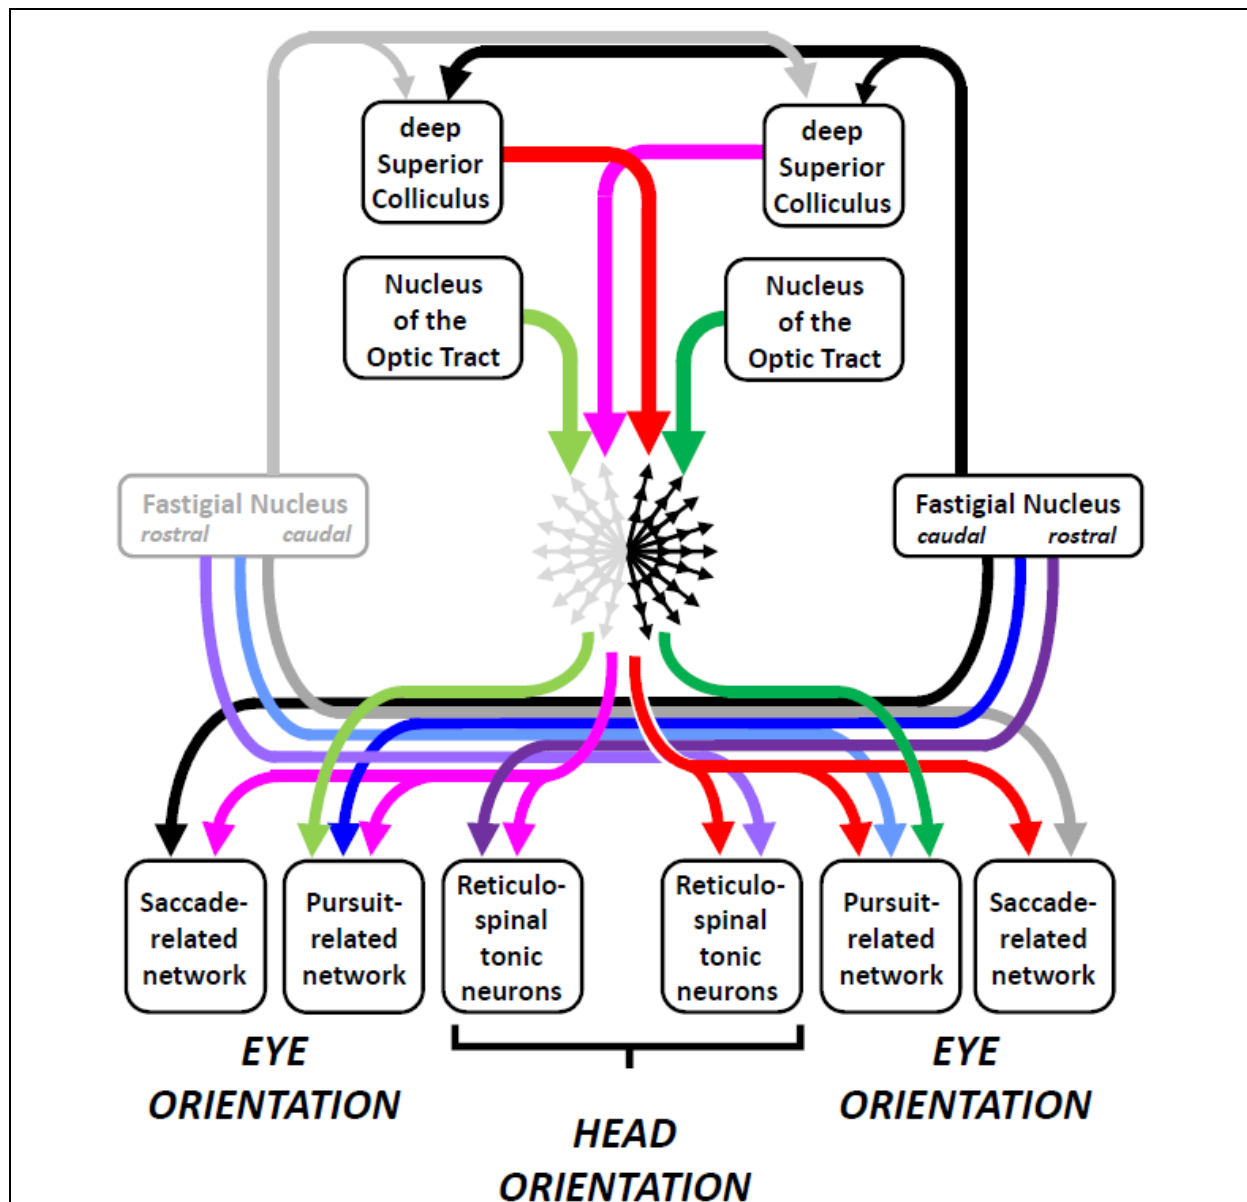 deep
Superior
Colliculus
deep
Superior
Colliculus
Nucleus
of the
Optic Tract
Nucleus
of the
Optic Tract
Fastigial Nucleus
rostral caudal
Fastigial Nucleus
caudal rostral
Saccade-
related
network
Pursuit-
related
network
Reticulo-
spinal
tonic
neurons
Reticulo-
spinal
tonic
neurons
Pursuit-
related
network
Saccade-
related
network
EYE
ORIENTATION
HEAD
ORIENTATION
EYE
ORIENTATION